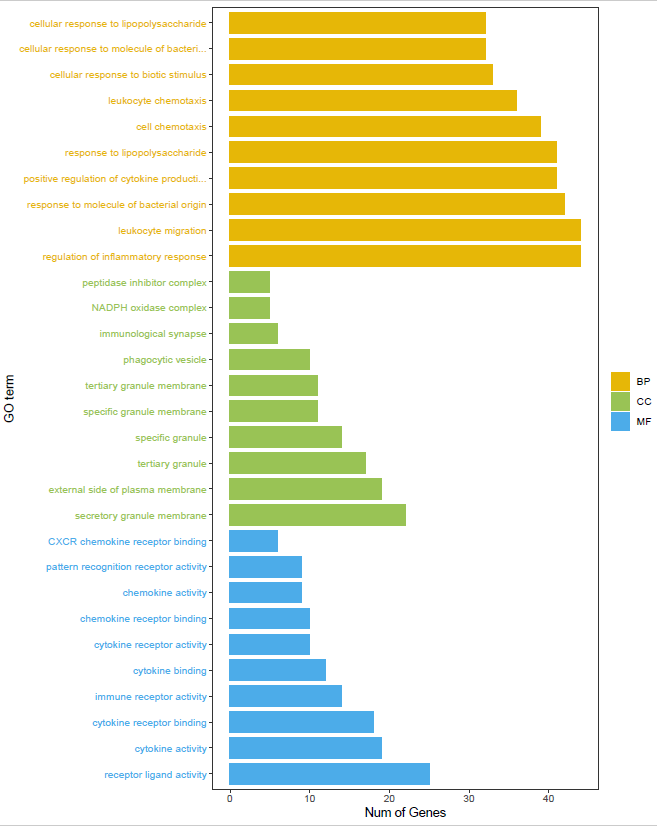 cellular response to lipopolysaccharide
cellular response to molecule of bacteri...
cellular response to biotic stimulus
leukocyte chemotaxis
cell chemotaxis
response to lipopolysaccharide
positive regulation of cytokine producti...
response to molecule of bacterial origin
leukocyte migration
regulation of inflammatory response
peptidase inhibitor complex
NADPH oxidase complex
immunological synapse
phagocytic vesicle
tertiary granule membrane
specific granule membrane
specific granule
tertiary granule
external side of plasma membrane
secretory granule membrane
CXCR chemokine receptor binding
pattern recognition receptor activity
chemokine activity
chemokine receptor binding
cytokine receptor activity
cytokine binding
immune receptor activity
cytokine receptor binding
cytokine activity
receptor ligand activity
GO term
0 10 20 30 40
Num of Genes
BP
CC
MF